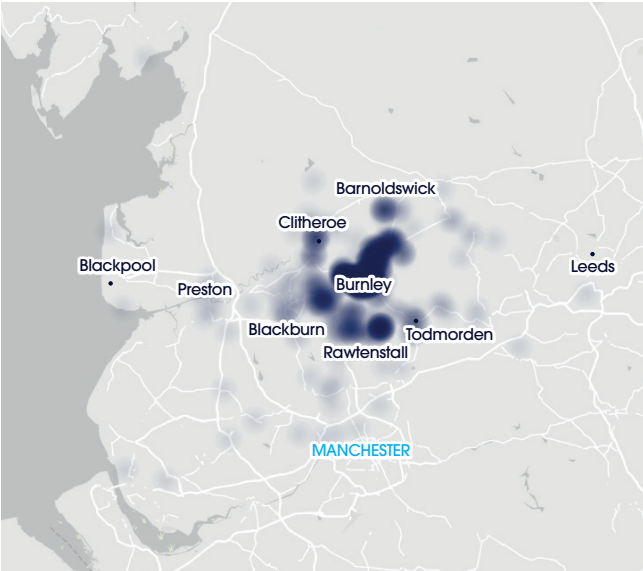 Barnoldswick
Clitheroe
Blackpool
Leeds
Preston
Burnley
Blackburn
Todmorden
Rawtenstall
MANCHESTER